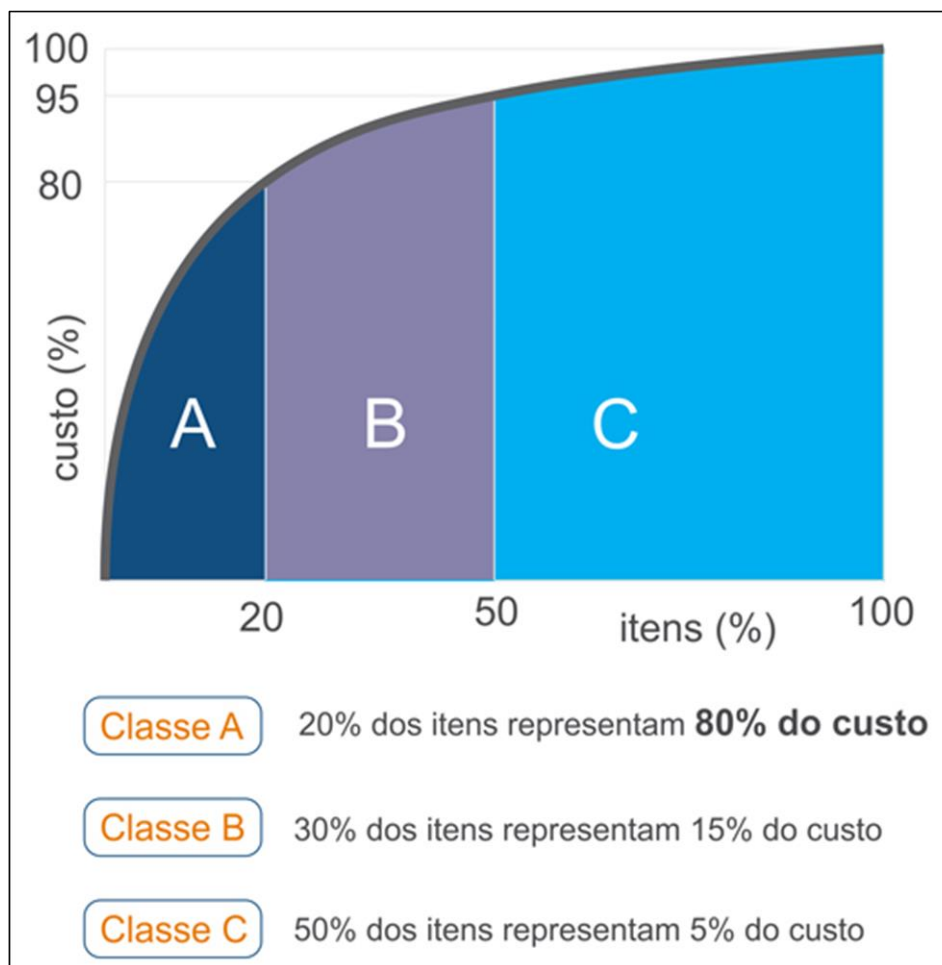 100
95
80
custo (%)
A
B
C
20
50
itens (%)
100
Classe A 20% dos itens representam 80% do custo
Classe B 30% dos itens representam 15% do custo
Classe C 50% dos itens representam 5% do custo